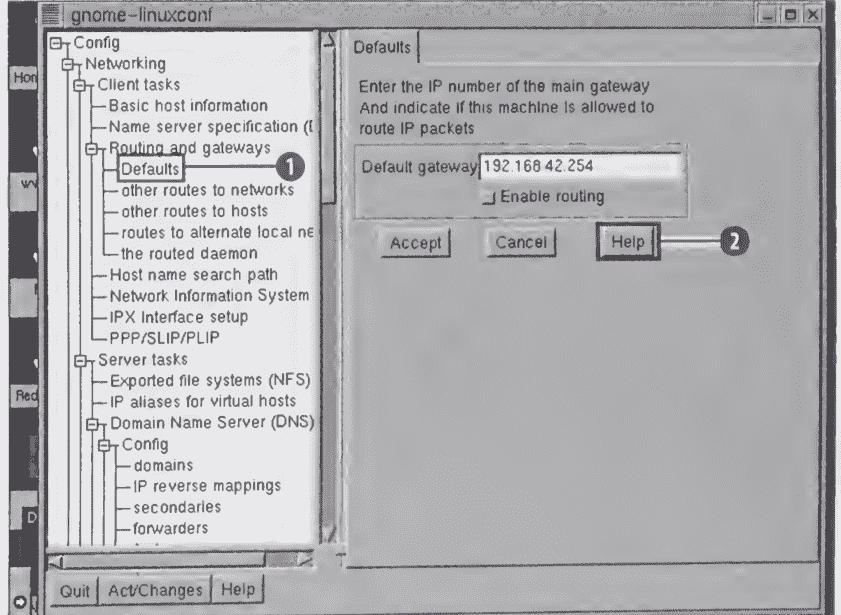 gnome-linuxconf
Config
Networking
Client tasks
Basic host information
Name server specification (
Routing and gateways
Defaults
1
other routes to networks
other routes to hosts
routes to alternate local ne
the routed daemon
Host name search path
Network Information System
IPX Interface setup
PPP/SLIP/PLIP
Server tasks
Exported file systems (NFS)
IP aliases for virtual hosts
Domain Name Server (DNS)
Config
domains
IP reverse mappings
secondaries
forwarders
Defaults
Enter the IP number of the main gateway
And indicate if this machine is allowed to
route IP packets
Default gateway 192.168.42.254
Enable routing
Accept Cancel Help 2
Quit Act/Changes Help
Hon
Red
D